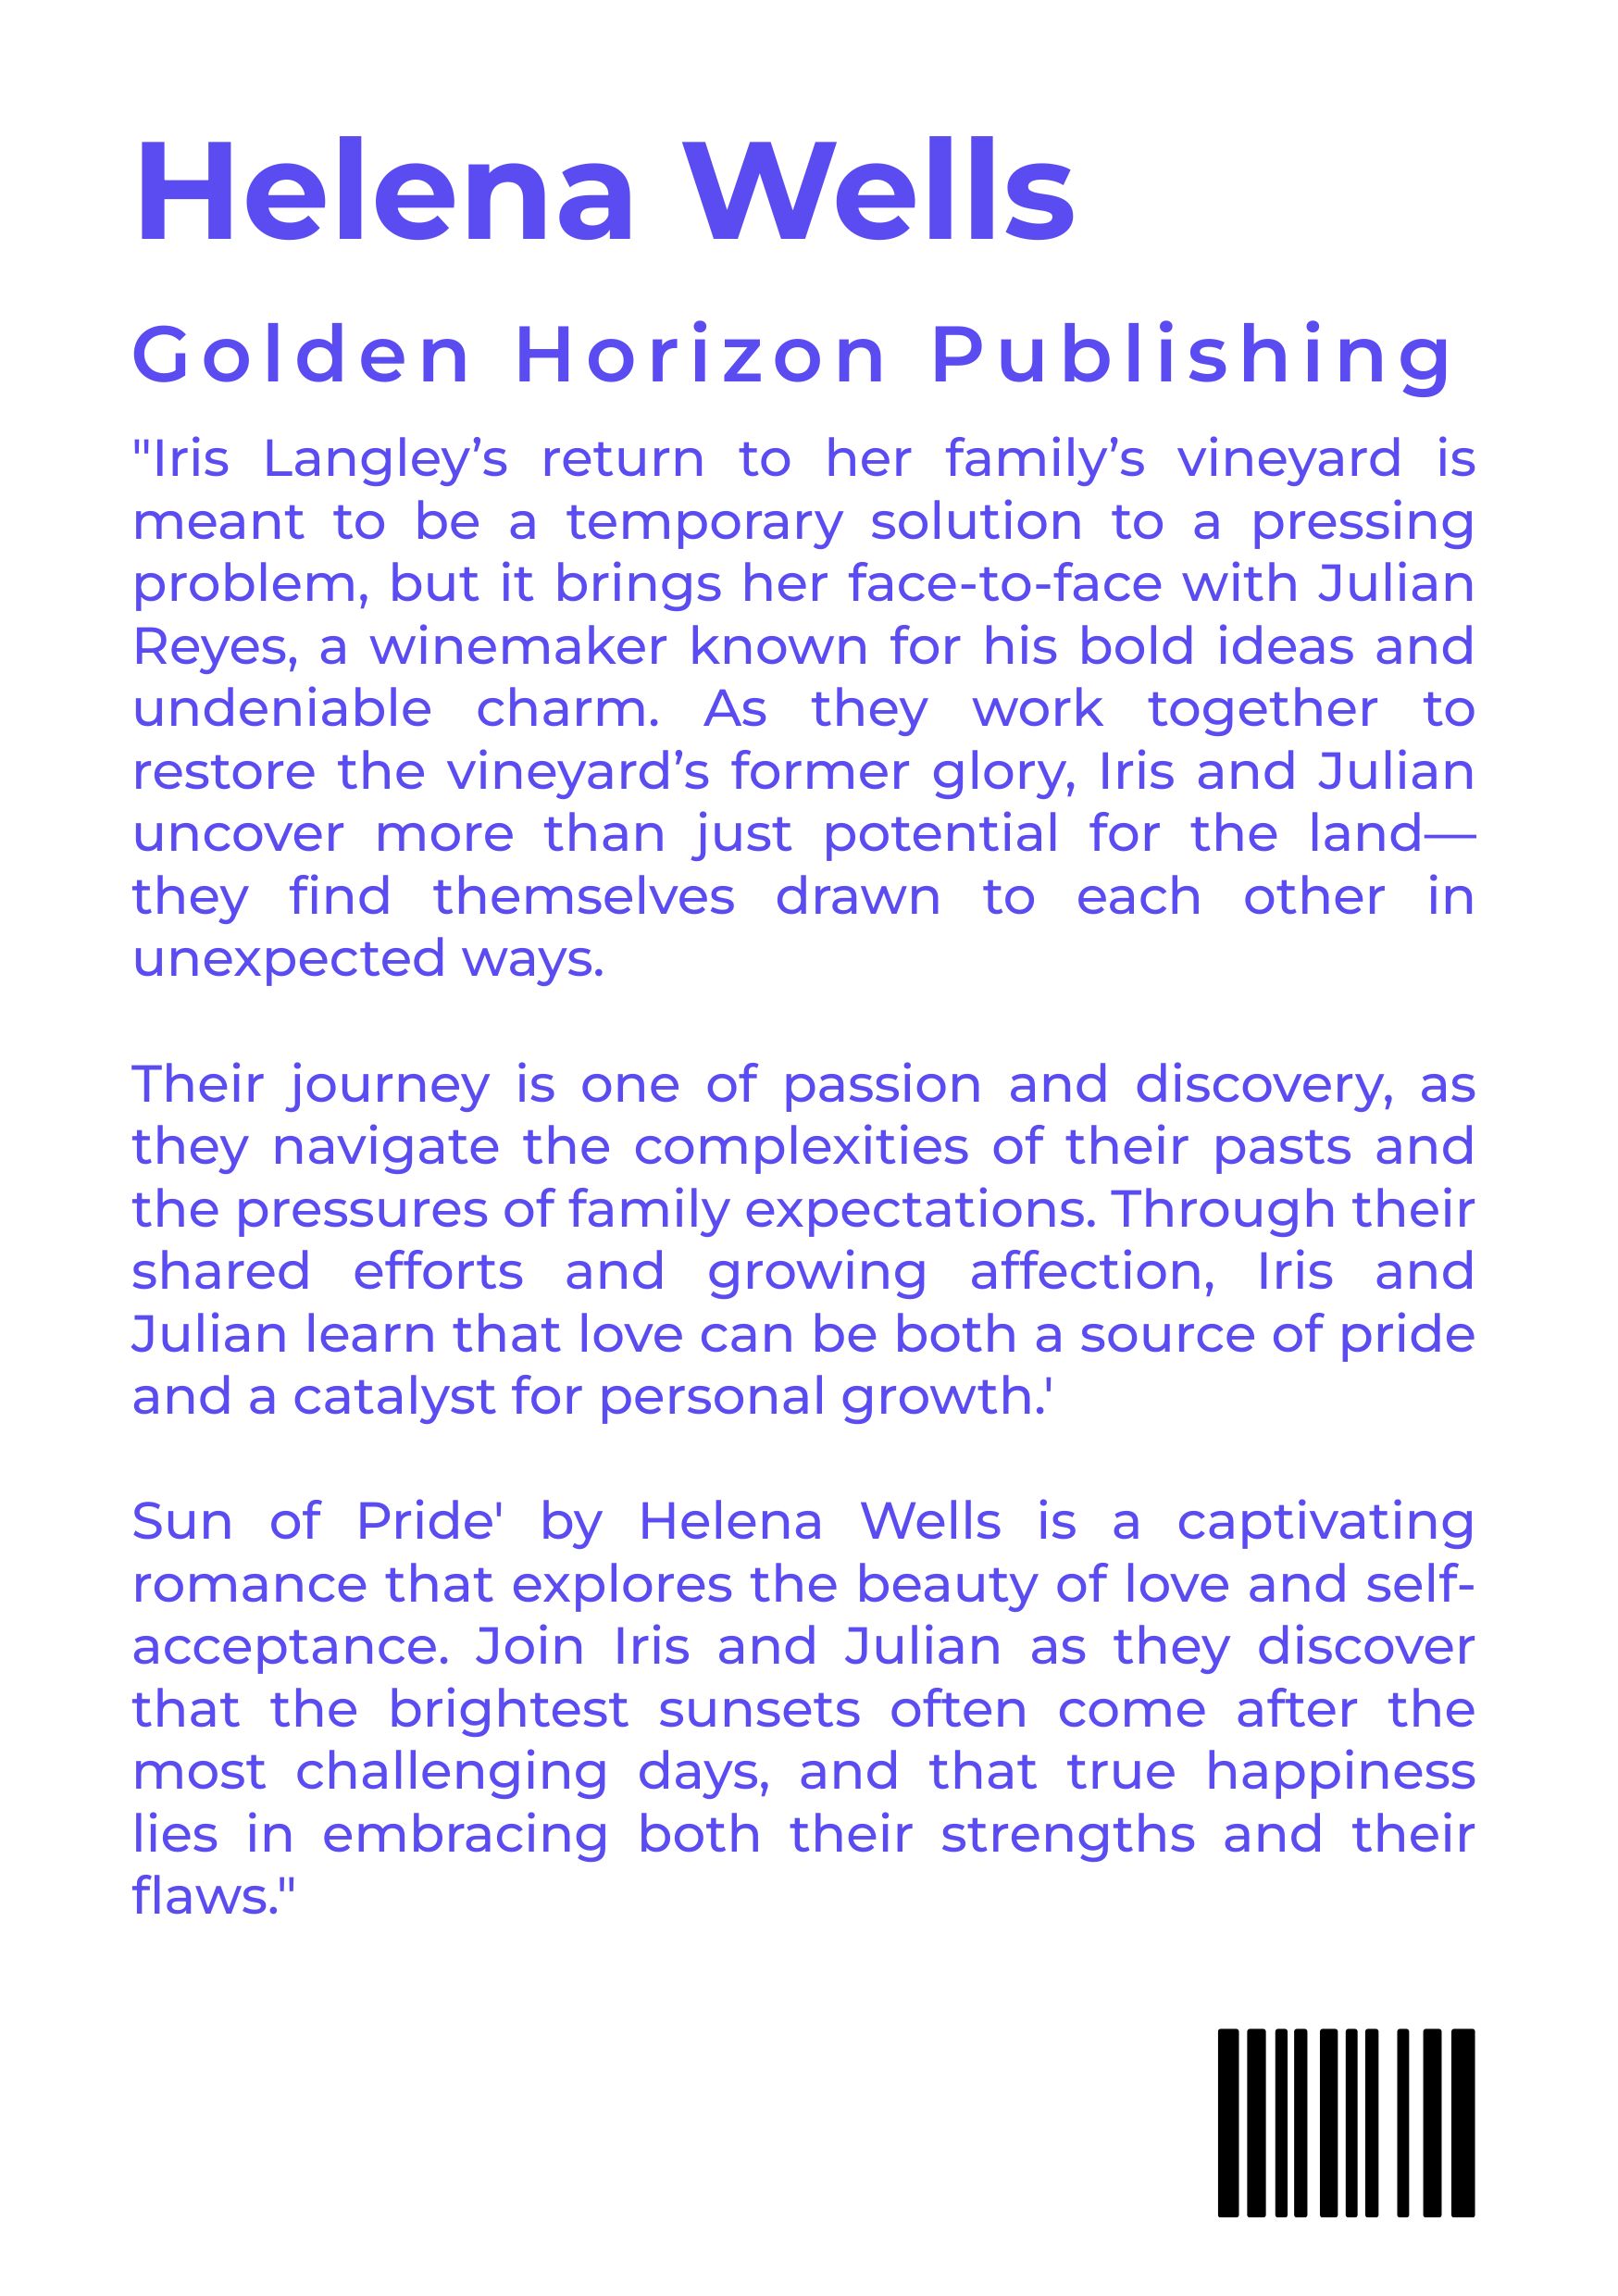 Helena Wells
Golden Horizon Publishing
"Iris Langley’s return to her family’s vineyard is
meant to be a temporary solution to a pressing
problem, but it brings her face-to-face with Julian
Reyes, a winemaker known for his bold ideas and
undeniable charm. As they work together to
restore the vineyard’s former glory, Iris and Julian
uncover more than just potential for the land—
they find themselves drawn to each other in
unexpected ways.
Their journey is one of passion and discovery, as
they navigate the complexities of their pasts and
the pressures of family expectations. Through their
shared efforts and growing affection, Iris and
Julian learn that love can be both a source of pride
and a catalyst for personal growth.'
Sun of Pride' by Helena Wells is a captivating
romance that explores the beauty of love and self-
acceptance. Join Iris and Julian as they discover
that the brightest sunsets often come after the
most challenging days, and that true happiness
lies in embracing both their strengths and their
flaws."